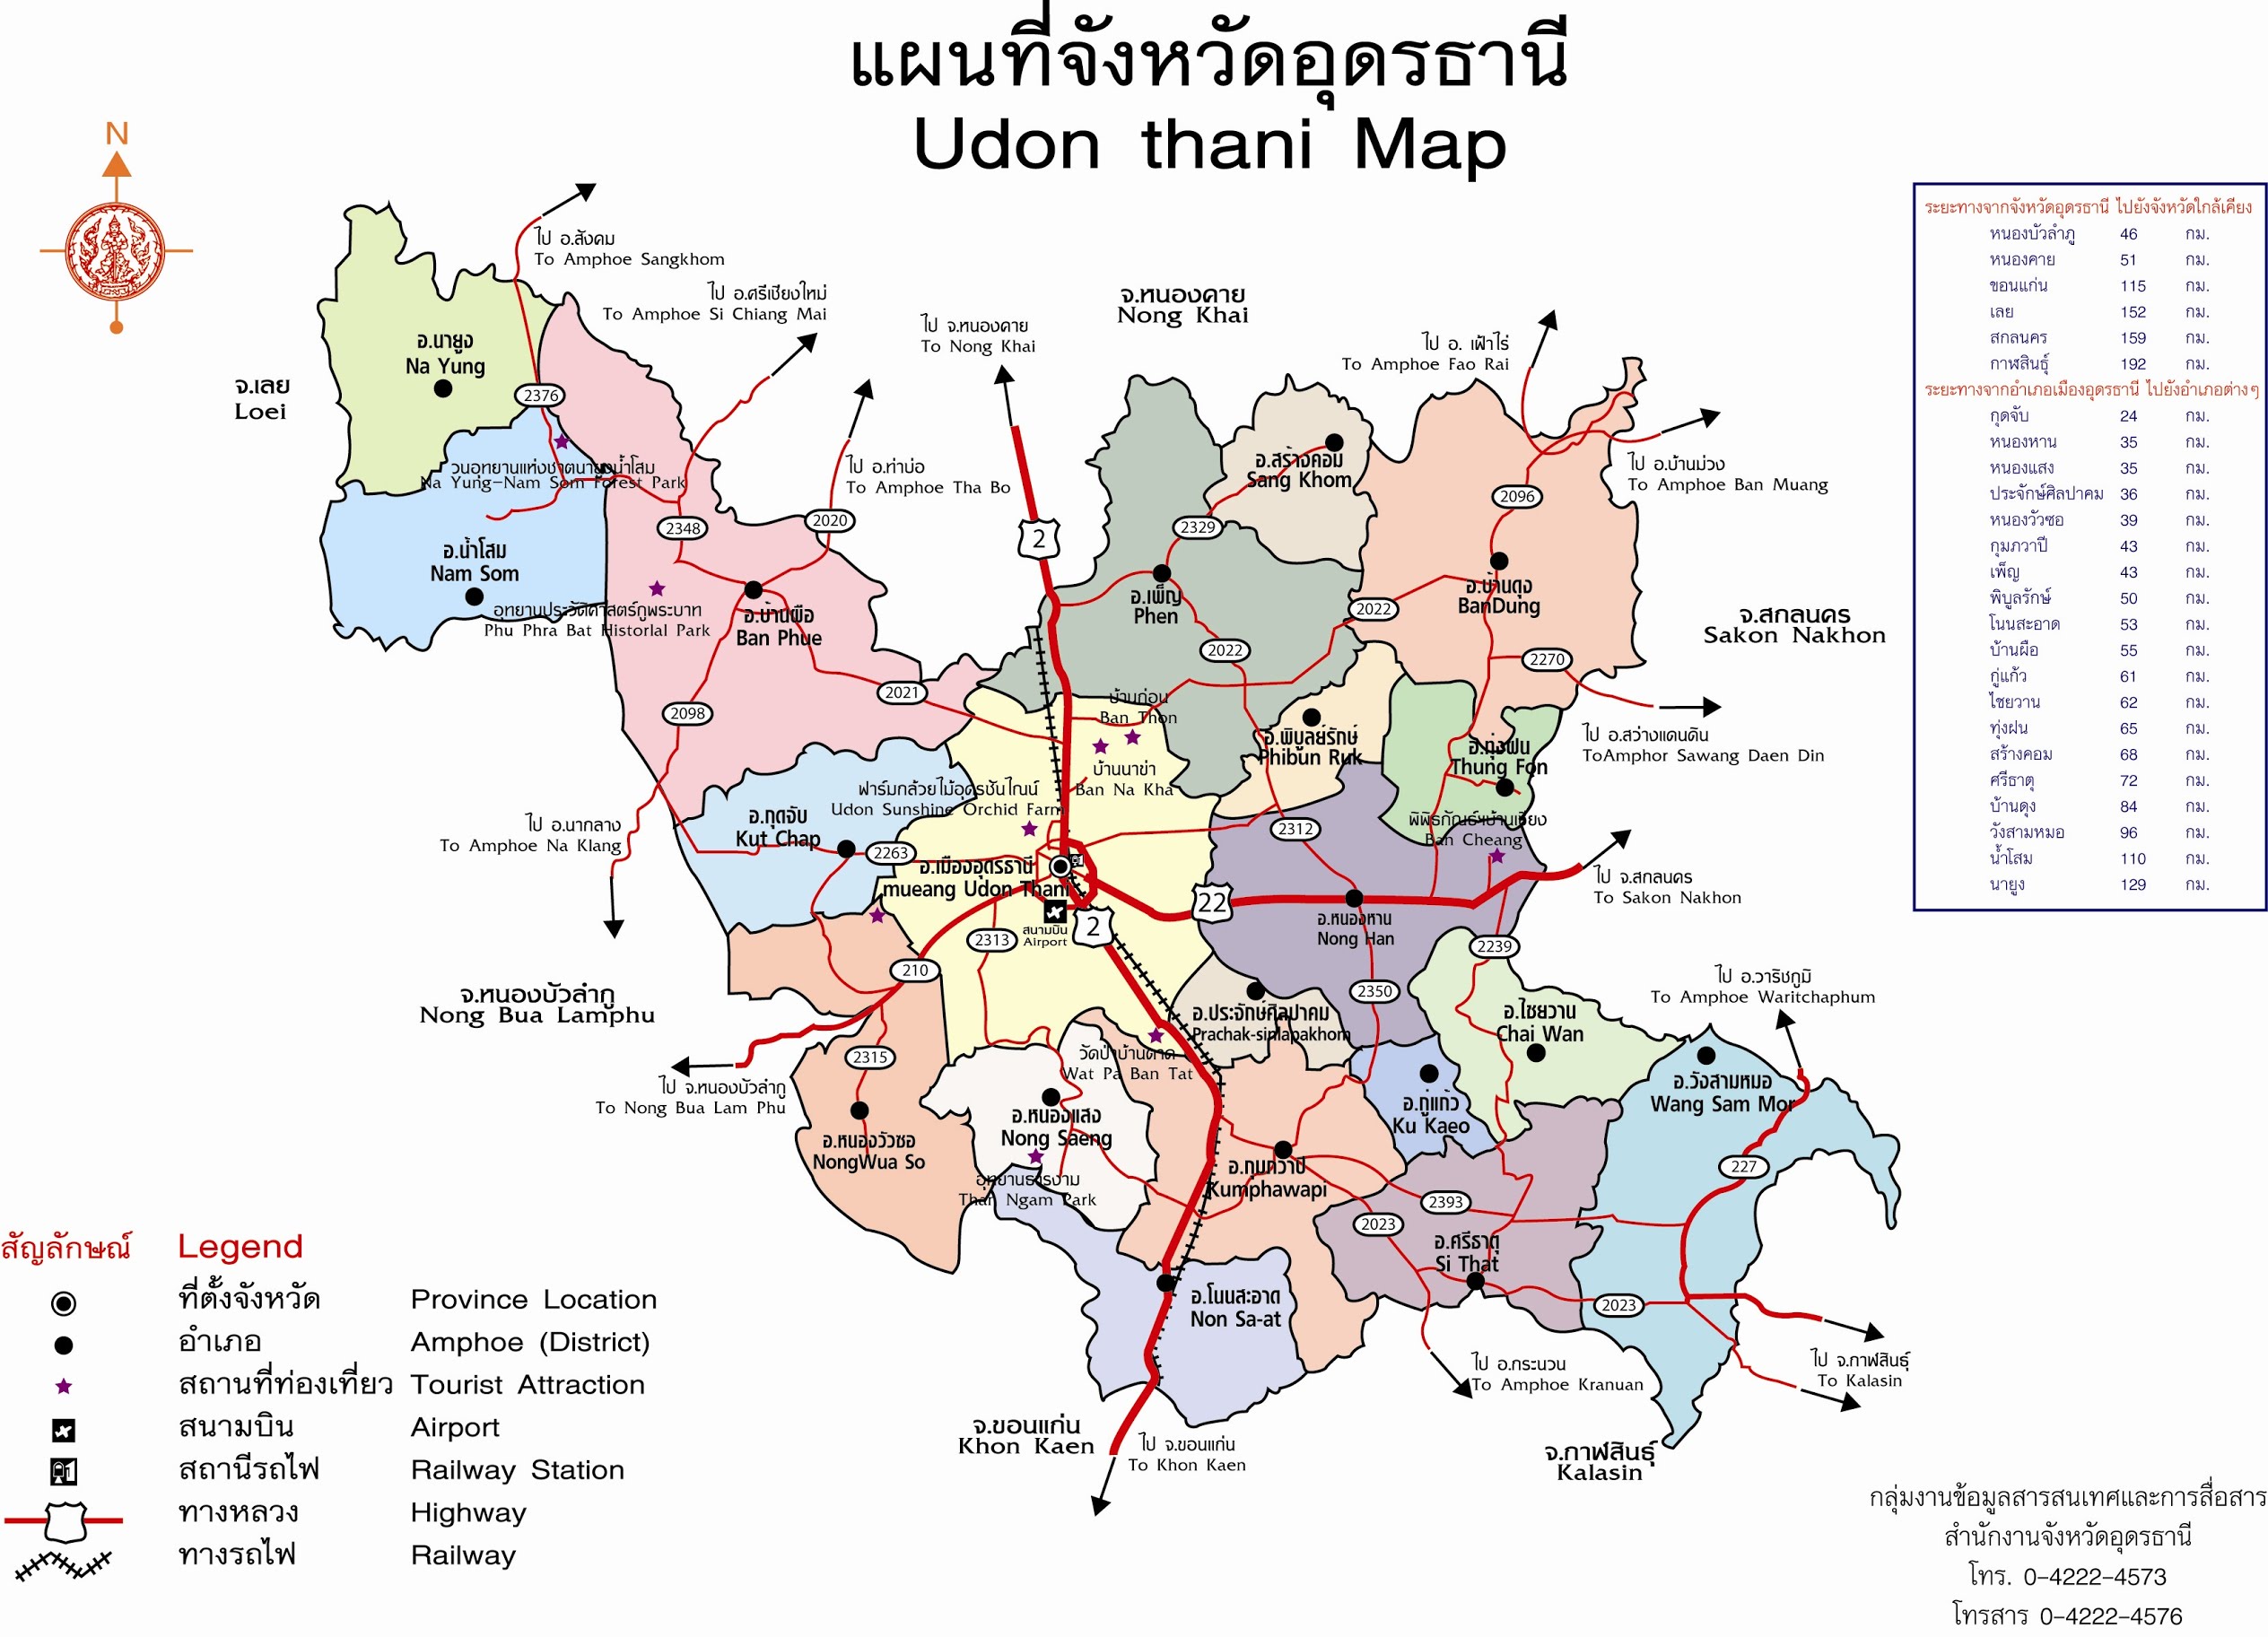 แผนที่จังหวัดอุดรธานี
Udon thani Map
N
ไป อ.สังคม
To Amphoe Sangkhom
ไป อ.ศรีเชียงใหม่
To Amphoe Si Chiang Mai
ไป จ.หนองคาย
To Nong Khai
จ.หนองคาย
Nong Khai
ไป อ. เฝ้าไร่
To Amphoe Fao Rai
อ.นายูง
Na Yung
จ.เลย
Loei
2376
วนอุทยานแห่งชาตนายูงน้ำโสม
Na Yung-Nam Som Forest Park
ไป อ.ท่าบ่อ
To Amphoe Tha Bo
อ.สร้างคอม
Sang Khom
ไป อ.บ้านม่วง
To Amphoe Ban Muang
2096
2348
2020
2
2329
อ.น้ำโสม
Nam Som
อุทยานประวัติศาสตร์ภูพระบาท
Phu Phra Bat Historlal Park
อ.บ้านผือ
Ban Phue
อ.เพ็ญ
Phen
2022
อ.บ้านดุง
BanDung
จ.สกลนคร
Sakon Nakhon
2022
2270
2021
2098
บ้านถ่อน
Ban Thon
บ้านนาข่า
Ban Na Kha
อ.พิบูลย์รักษ์
Phibun Ruk
อ.ทุ่งฝน
Thung Fon
ไป อ.สว่างแดนดิน
ToAmphor Sawang Daen Din
ฟาร์มกล้วยไม้อุดรซันไฌน์
Udon Sunshine Orchid Farm
อ.กุดจับ
Kut Chap
ไป อ.นากลาง
To Amphoe Na Klang
2263
2312
พิพิธภัณธ์ฯบ้านเชียง
Ban Cheang
อ.เมืองอุดรธานี
mueang Udon Thani
22
ไป จ.สกลนคร
To Sakon Nakhon
2
สนามบิน
Airport
2313
อ.หนองหาน
Nong Han
2239
210
2350
จ.หนองบัวลำภู
Nong Bua Lamphu
อ.ประจักษ์ศิลปาคม
Prachak-sinlapakhom
อ.ไชยวาน
Chai Wan
ไป อ.วาริชภูมิ
To Amphoe Waritchaphum
2315
วัดป่าบ้านตาด
Wat Pa Ban Tat
ไป จ.หนองบัวลำภู
To Nong Bua Lam Phu
อ.หนองแสง
Nong Saeng
อ.กู่แก้ว
Ku Kaeo
อ.วังสามหมอ
Wang Sam Mor
อ.หนองวัวซอ
NongWua So
อุทยานธารงาม
Than Ngam Park
อ.กุมภวาปี
Kumphawapi
227
2393
2023
อ.ศรีธาตุ
Si That
2023
อ.โนนสะอาด
Non Sa-at
ไป อ.กระนวน
To Amphoe Kranuan
ไป จ.กาฬสินธุ์
To Kalasin
จ.ขอนแก่น
Khon Kaen
ไป จ.ขอนแก่น
To Khon Kaen
จ.กาฬสินธุ์
Kalasin
ระยะทางจากจังหวัดอุดรธานี ไปยังจังหวัดใกล้เคียง
หนองบัวลำภู 46 กม.
หนองคาย 51 กม.
ขอนแก่น 115 กม.
เลย 152 กม.
สกลนคร 159 กม.
กาฬสินธุ์ 192 กม.
ระยะทางจากอำเภอเมืองอุดรธานี ไปยังอำเภอต่างๆ
กุดจับ 24 กม.
หนองหาน 35 กม.
หนองแสง 35 กม.
ประจักษ์ศิลปาคม 36 กม.
หนองวัวซอ 39 กม.
กุมภวาปี 43 กม.
เพ็ญ 43 กม.
พิบูลรักษ์ 50 กม.
โนนสะอาด 53 กม.
บ้านผือ 55 กม.
กู่แก้ว 61 กม.
ไชยวาน 62 กม.
ทุ่งฝน 65 กม.
สร้างคอม 68 กม.
ศรีธาตุ 72 กม.
บ้านดุง 84 กม.
วังสามหมอ 96 กม.
น้ำโสม 110 กม.
นายูง 129 กม.
สัญลักษณ์ Legend
ที่ตั้งจังหวัด Province Location
อำเภอ Amphoe (District)
สถานที่ท่องเที่ยว Tourist Attraction
สนามบิน Airport
สถานีรถไฟ Railway Station
ทางหลวง Highway
ทางรถไฟ Railway
กลุ่มงานข้อมูลสารสนเทศและการสื่อสาร
สำนักงานจังหวัดอุดรธานี
โทร. 0-4222-4573
โทรสาร 0-4222-4576